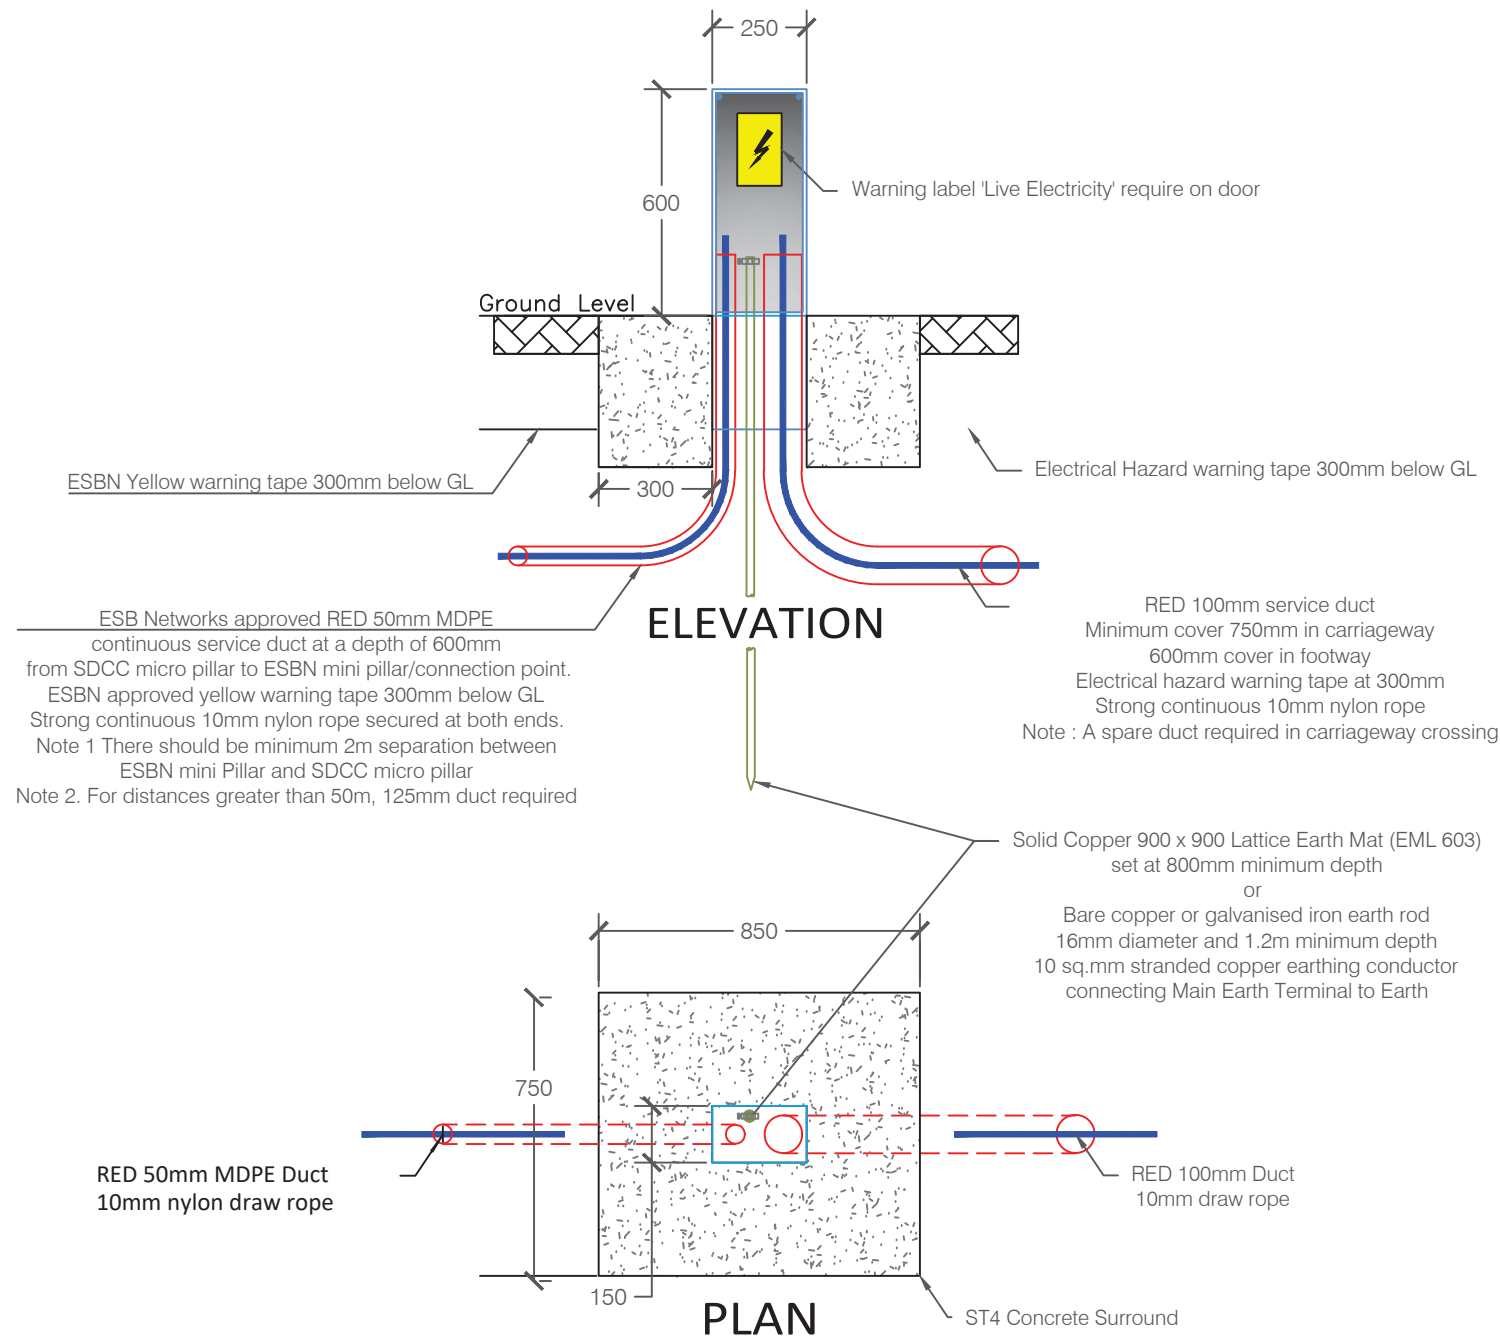 250
600
Warning label 'Live Electricity' require on door
Ground Level
ESBN Yellow warning tape 300mm below GL
300
Electrical Hazard warning tape 300mm below GL
ELEVATION
ESB Networks approved RED 50mm MDPE
continuous service duct at a depth of 600mm
from SDCC micro pillar to ESBN mini pillar/connection point.
ESBN approved yellow warning tape 300mm below GL
Strong continuous 10mm nylon rope secured at both ends.
Note 1 There should be minimum 2m separation between
ESBN mini Pillar and SDCC micro pillar
Note 2. For distances greater than 50m, 125mm duct required
RED 100mm service duct
Minimum cover 750mm in carriageway
600mm cover in footway
Electrical hazard warning tape at 300mm
Strong continuous 10mm nylon rope
Note : A spare duct required in carriageway crossing
Solid Copper 900 x 900 Lattice Earth Mat (EML 603)
set at 800mm minimum depth
or
Bare copper or galvanised iron earth rod
16mm diameter and 1.2m minimum depth
10 sq.mm stranded copper earthing conductor
connecting Main Earth Terminal to Earth
850
750
RED 50mm MDPE Duct
10mm nylon draw rope
RED 100mm Duct
10mm draw rope
150
PLAN
ST4 Concrete Surround